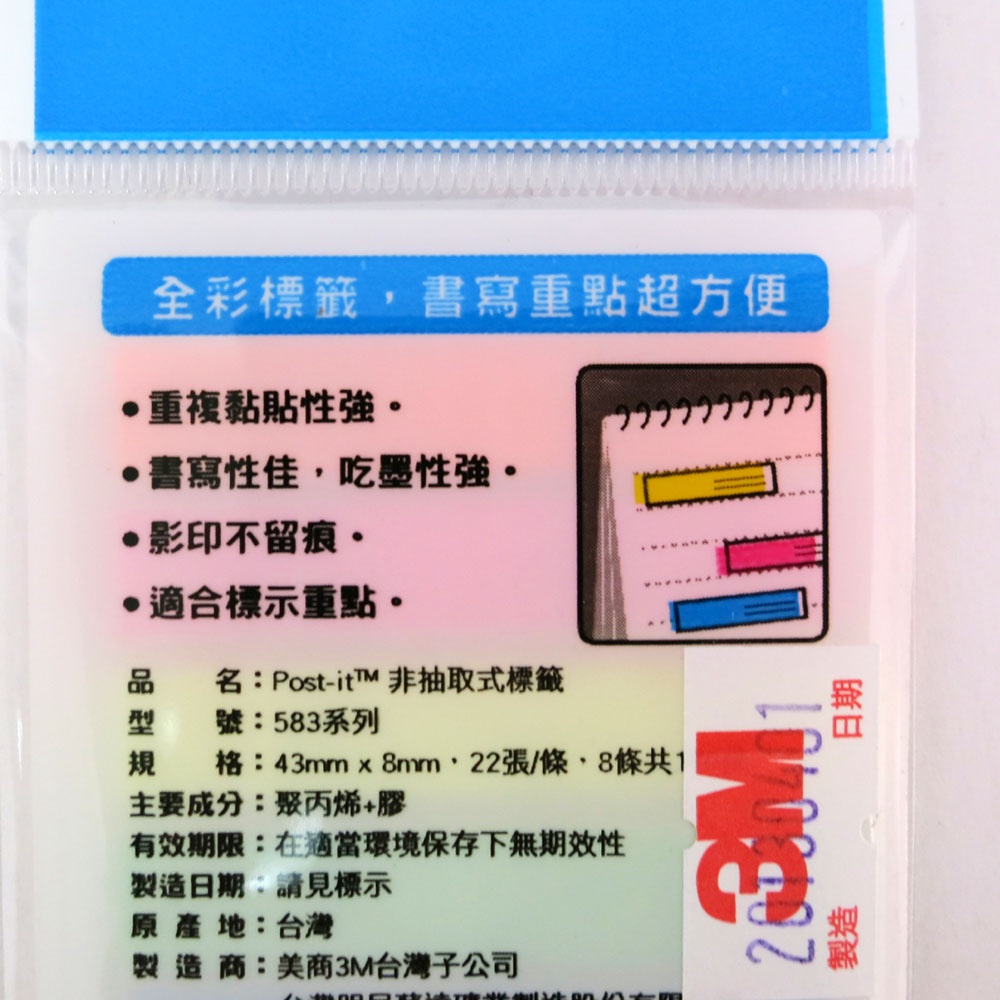 全彩標籤，書寫重點超方便
•重複黏貼性強。
•書寫性佳，吃墨性強。
•影印不留痕。
•適合標示重點。
品 名：Post-it™ 非抽取式標籤
型 號：583系列
規 格：43mm x 8mm，22張/條，8條共1
主要成分：聚丙烯+膠
有效期限：在適當環境保存下無期效性
製造日期：請見標示
原 產 地：台灣
製 造 商：美商3M台灣子公司
3M
製造 日期
20130401